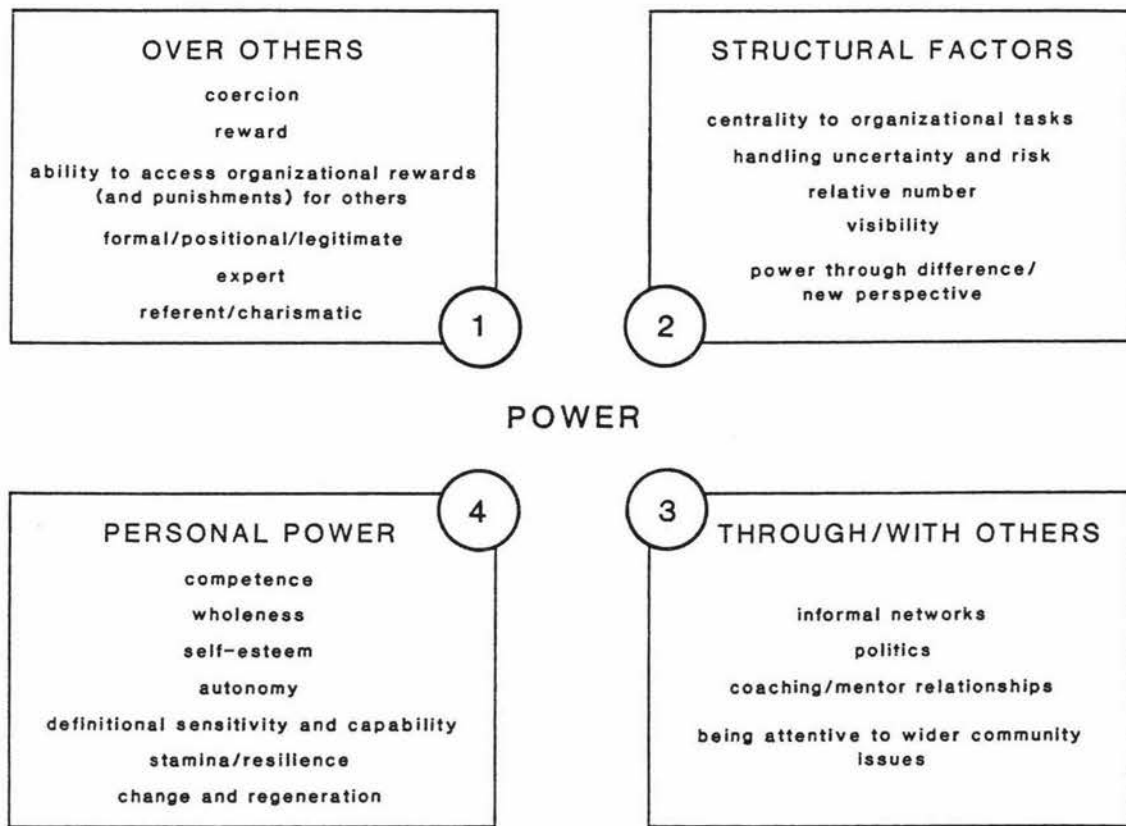 OVER OTHERS
coercion
reward
ability to access organizational rewards
(and punishments) for others
formal/positional/legitimate
expert
referent/charismatic
1
STRUCTURAL FACTORS
centrality to organizational tasks
handling uncertainty and risk
relative number
visibility
power through difference/
new perspective
2
POWER
4
PERSONAL POWER
competence
wholeness
self-esteem
autonomy
definitional sensitivity and capability
stamina/resilience
change and regeneration
3
THROUGH/WITH OTHERS
informal networks
politics
coaching/mentor relationships
being attentive to wider community
issues